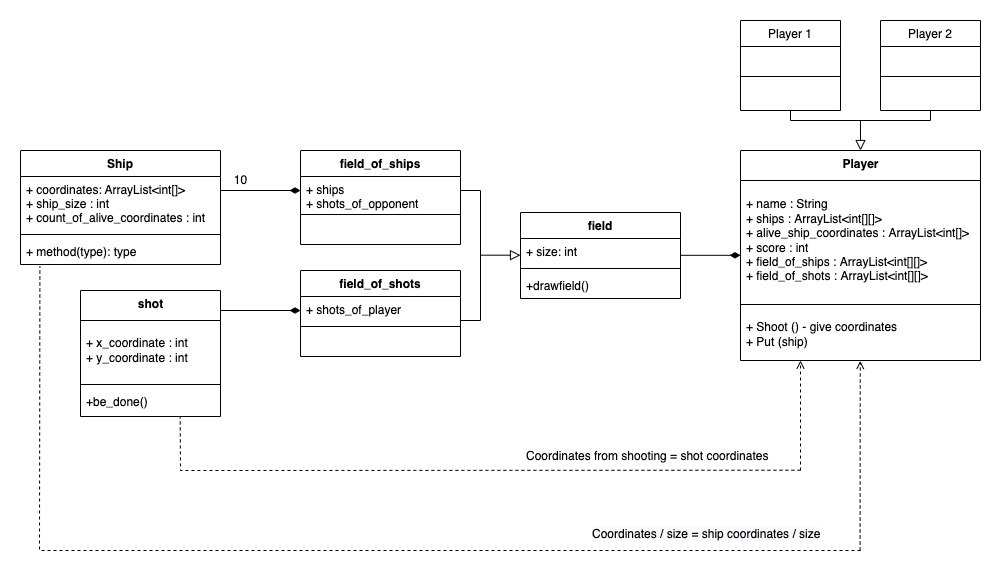 Player 1
Player 2
Ship
+ coordinates: ArrayList<int[]>
+ ship_size : int
+ count_of_alive_coordinates : int
+ method(type): type
10
field_of_ships
+ ships
+ shots_of_opponent
field
+ size: int
+drawfield()
Player
+ name : String
+ ships : ArrayList<int[][]>
+ alive_ship_coordinates : ArrayList<int[]>
+ score : int
+ field_of_ships : ArrayList<int[][]>
+ field_of_shots : ArrayList<int[][]>
+ Shoot () - give coordinates
+ Put (ship)
shot
+ x_coordinate : int
+ y_coordinate : int
+be_done()
field_of_shots
+ shots_of_player
Coordinates from shooting = shot coordinates
Coordinates / size = ship coordinates / size